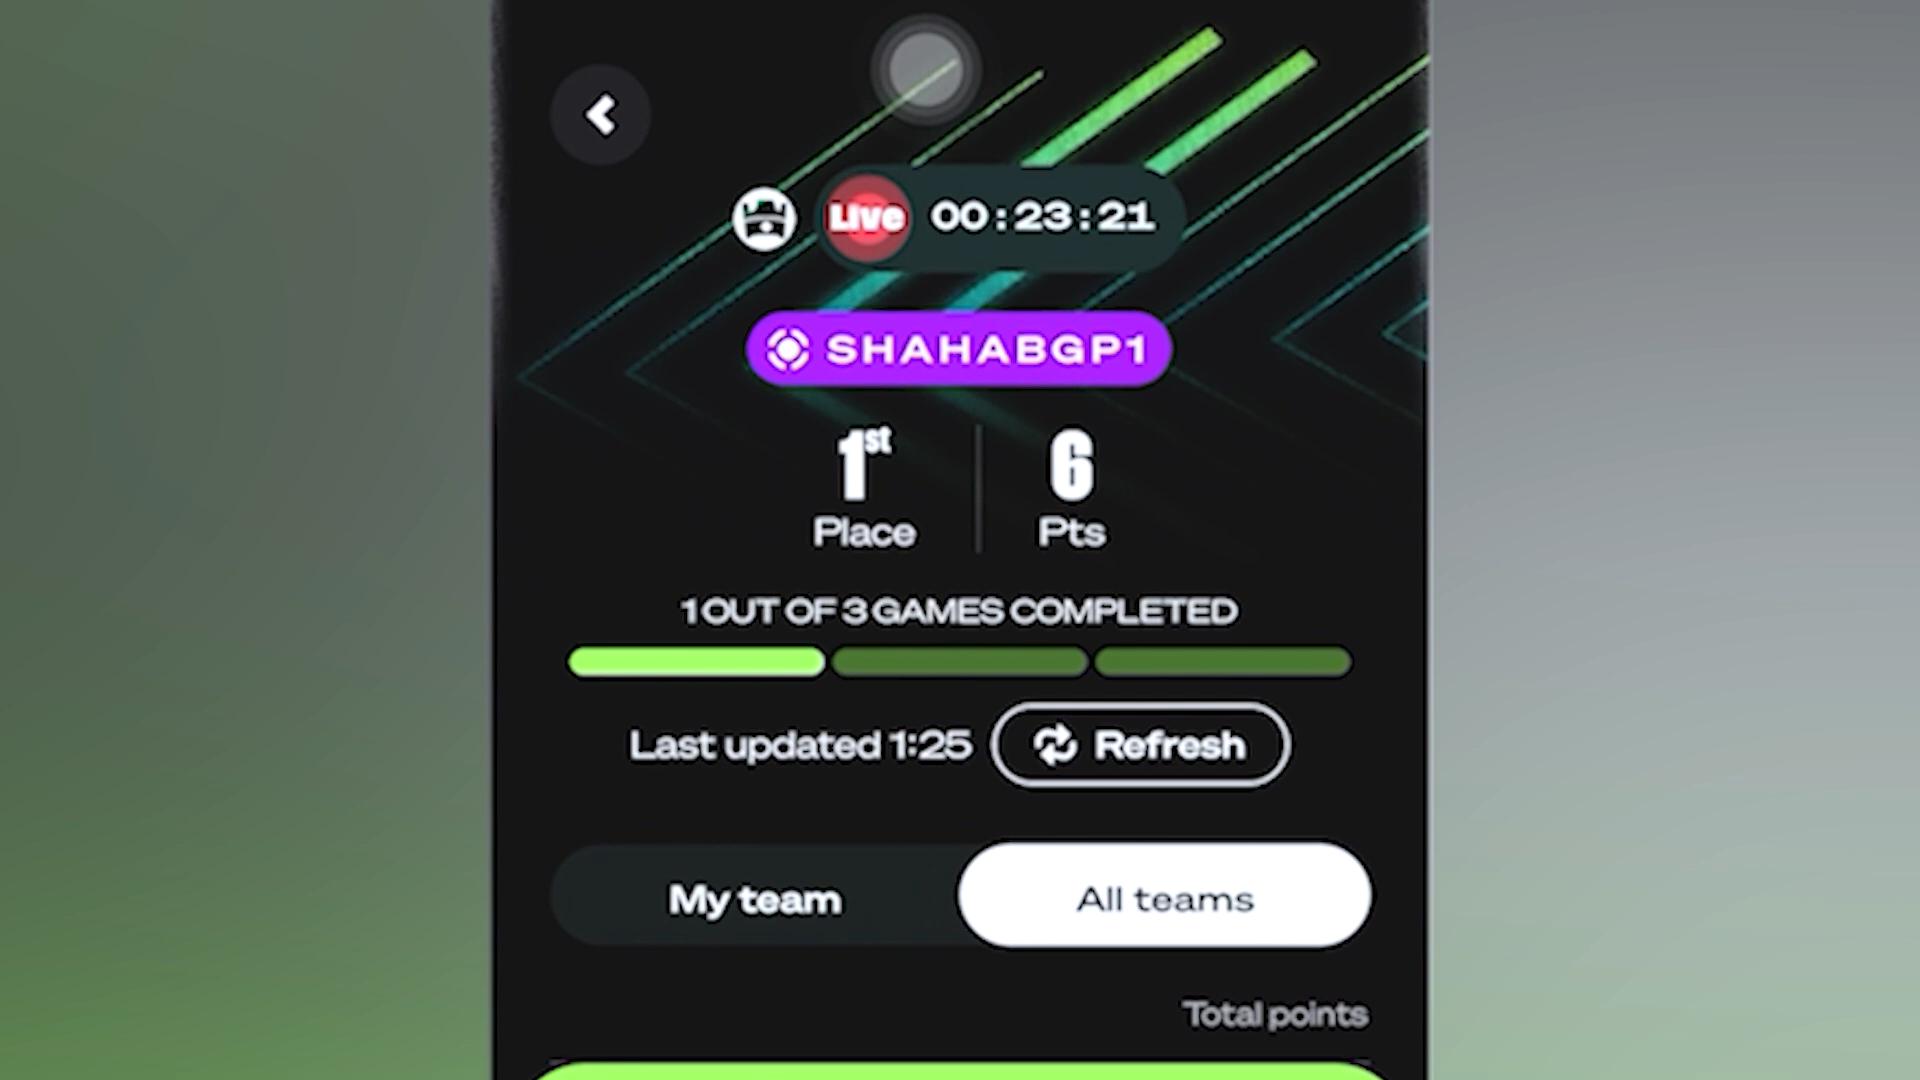 Live 00:23:21
SHAHABGP1
1st
Place
6
Pts
1 OUT OF 3 GAMES COMPLETED
Last updated 1:25
Refresh
My team
All teams
Total points